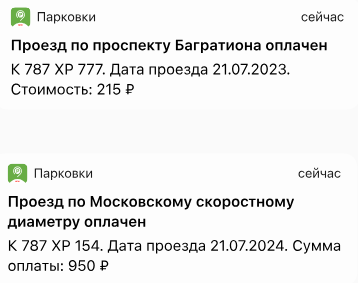 Парковки
сейчас
Проезд по проспекту Багратиона оплачен
К 787 ХР 777. Дата проезда 21.07.2023.
Стоимость: 215 ₽
Парковки
сейчас
Проезд по Московскому скоростному
диаметру оплачен
К 787 ХР 154. Дата проезда 21.07.2024. Сумма
оплаты: 950 ₽